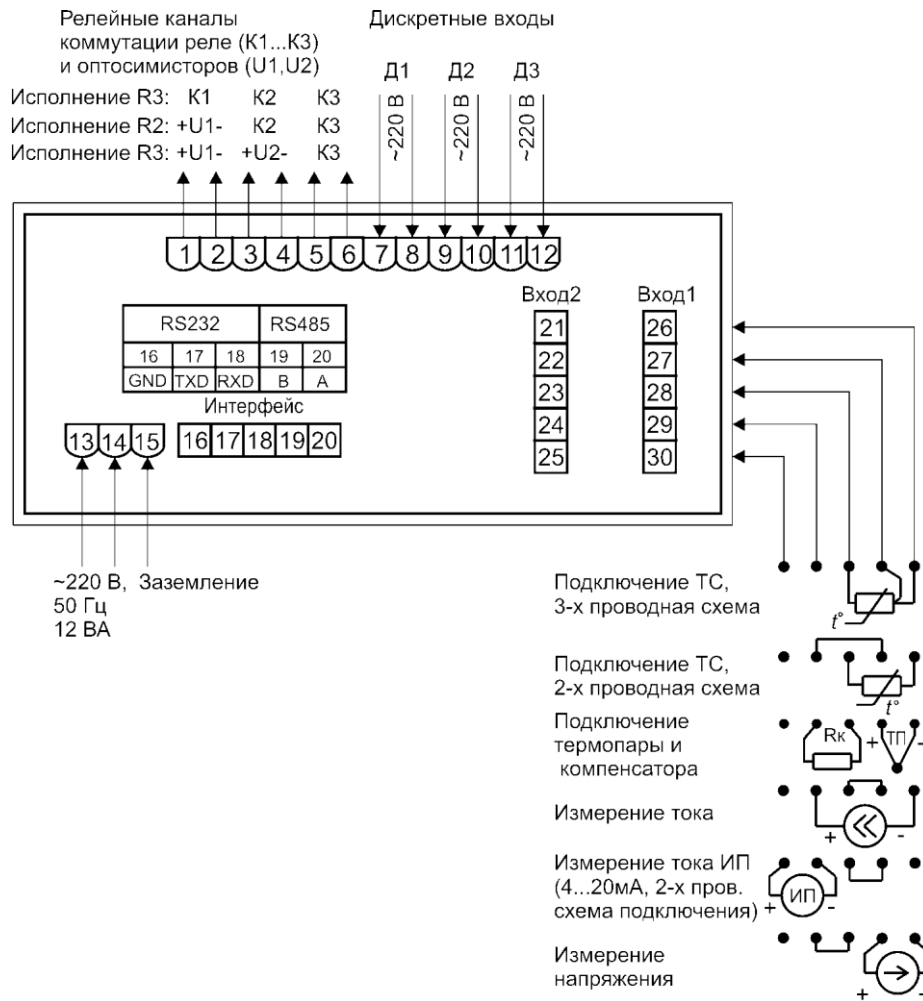 Релейные каналы
коммутации реле (К1...К3)
и оптосимисторов (U1,U2)
Дискретные входы
Д1 Д2 Д3
Исполнение R3: К1 К2 К3
Исполнение R2: +U1- К2 К3
Исполнение R3: +U1- +U2- К3
~220 В ~220 В ~220 В
1 2 3 4 5 6 7 8 9 10 11 12
Вход2 Вход1
RS232 RS485
16 17 18 19 20
GND TXD RXD B A
Интерфейс
13 14 15 16 17 18 19 20
21 26
22 27
23 28
24 29
25 30
~220 В, Заземление
50 Гц
12 ВА
Подключение ТС,
3-х проводная схема
t°
Подключение ТС,
2-х проводная схема
t°
Подключение
термопары и
компенсатора
Rк + ТП -
Измерение тока
+ -
Измерение тока ИП
(4...20мА, 2-х пров.
схема подключения)
+ ИП -
Измерение
напряжения
+ -